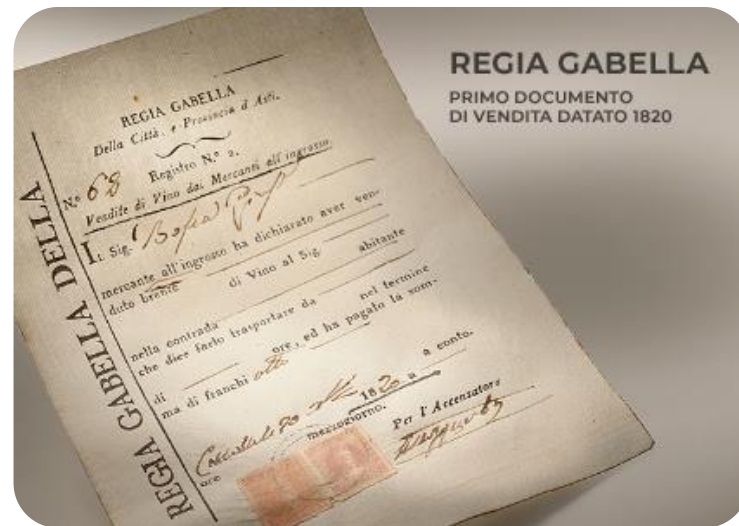 REGIA GABELLA
PRIMO DOCUMENTO
DI VENDITA DATATO 1820
REGIA GABELLA DELLA
REGIA GABELLA
Della Città, e Provincia d'Asti.
Registro N.° 2.
N.° 68
Vendite di Vino dai Mercanti all'ingrosso.
Il Sig.
mercante all'ingrosso ha dichiarato aver ven-
duto brente di Vino al Sig.
abitante
nella contrada
che dice farlo trasportare da nel termine
di ore, ed ha pagato la som-
ma di franchi otto a conto.
1820 a
ore mezzogiorno.
Per l'Accensatore